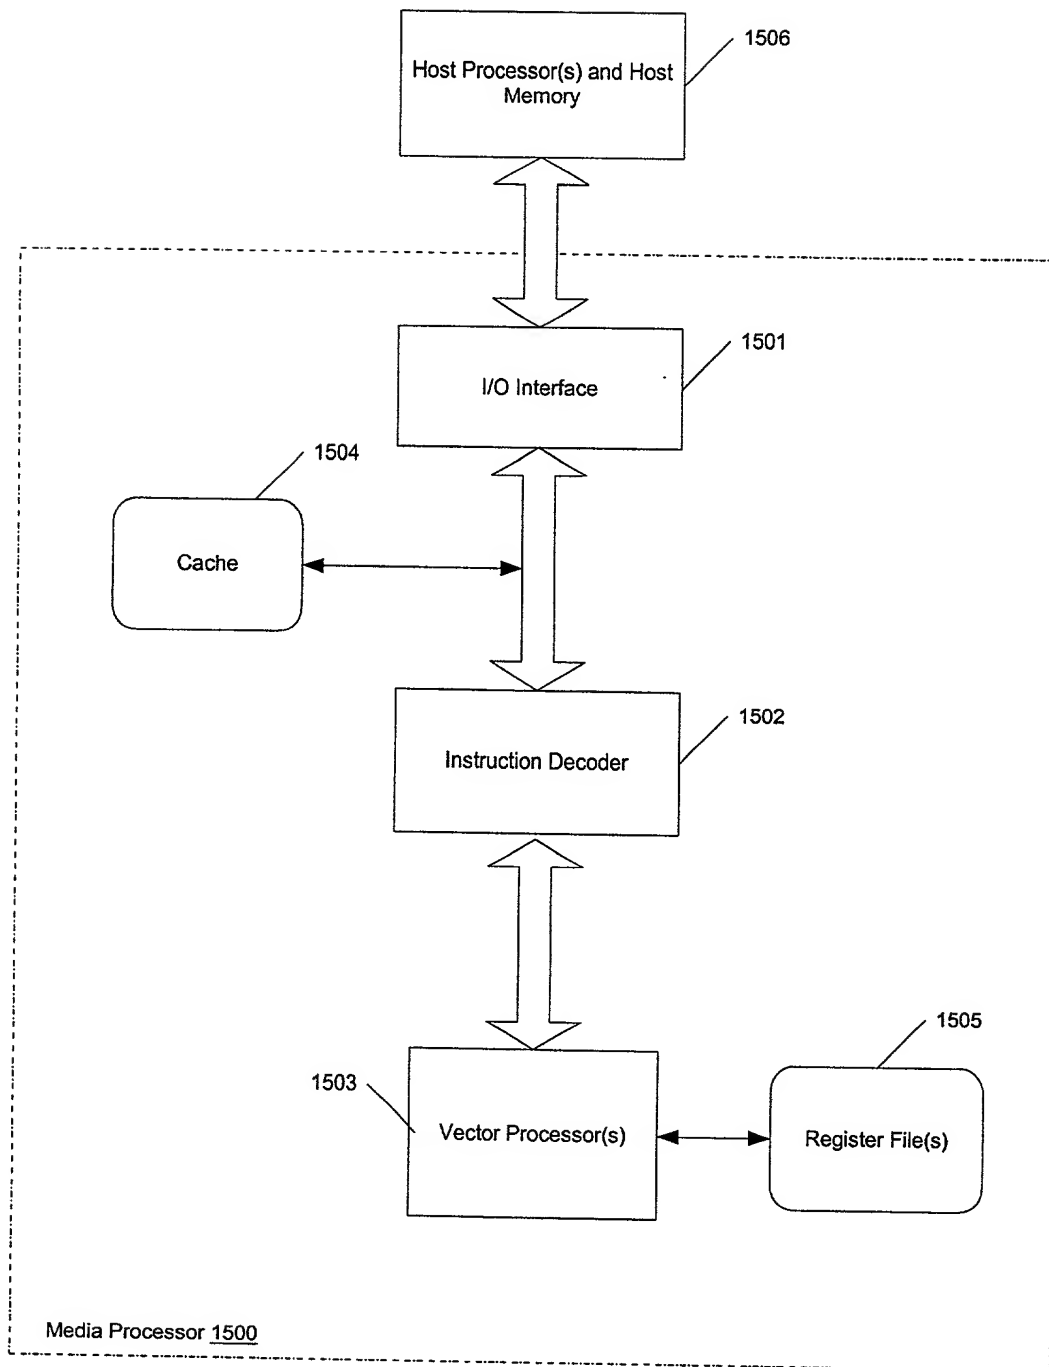 1506
Host Processor(s) and Host
Memory
1501
I/O Interface
1504
Cache
1502
Instruction Decoder
1505
1503
Vector Processor(s)
Register File(s)
Media Processor 1500